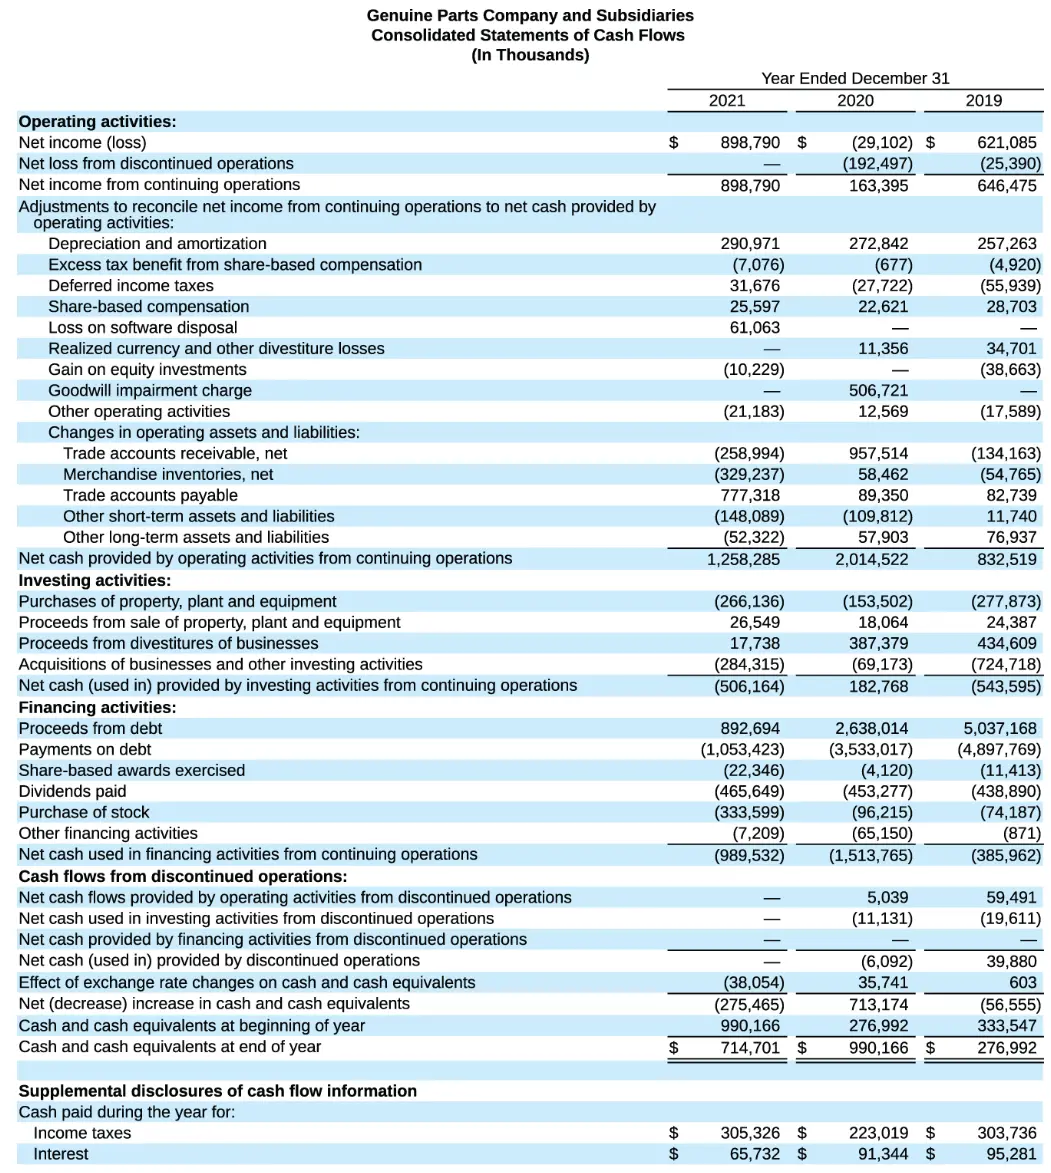 Genuine Parts Company and Subsidiaries
Consolidated Statements of Cash Flows
(In Thousands)
Year Ended December 31
2021 2020 2019
Operating activities:
Net income (loss) $ 898,790 $ (29,102) $ 621,085
Net loss from discontinued operations — (192,497) (25,390)
Net income from continuing operations 898,790 163,395 646,475
Adjustments to reconcile net income from continuing operations to net cash provided by
operating activities:
Depreciation and amortization 290,971 272,842 257,263
Excess tax benefit from share-based compensation (7,076) (677) (4,920)
Deferred income taxes 31,676 (27,722) (55,939)
Share-based compensation 25,597 22,621 28,703
Loss on software disposal 61,063 — —
Realized currency and other divestiture losses — 11,356 34,701
Gain on equity investments (10,229) — (38,663)
Goodwill impairment charge — 506,721 —
Other operating activities (21,183) 12,569 (17,589)
Changes in operating assets and liabilities:
Trade accounts receivable, net (258,994) 957,514 (134,163)
Merchandise inventories, net (329,237) 58,462 (54,765)
Trade accounts payable 777,318 89,350 82,739
Other short-term assets and liabilities (148,089) (109,812) 11,740
Other long-term assets and liabilities (52,322) 57,903 76,937
Net cash provided by operating activities from continuing operations 1,258,285 2,014,522 832,519
Investing activities:
Purchases of property, plant and equipment (266,136) (153,502) (277,873)
Proceeds from sale of property, plant and equipment 26,549 18,064 24,387
Proceeds from divestitures of businesses 17,738 387,379 434,609
Acquisitions of businesses and other investing activities (284,315) (69,173) (724,718)
Net cash (used in) provided by investing activities from continuing operations (506,164) 182,768 (543,595)
Financing activities:
Proceeds from debt 892,694 2,638,014 5,037,168
Payments on debt (1,053,423) (3,533,017) (4,897,769)
Share-based awards exercised (22,346) (4,120) (11,413)
Dividends paid (465,649) (453,277) (438,890)
Purchase of stock (333,599) (96,215) (74,187)
Other financing activities (7,209) (65,150) (871)
Net cash used in financing activities from continuing operations (989,532) (1,513,765) (385,962)
Cash flows from discontinued operations:
Net cash flows provided by operating activities from discontinued operations — 5,039 59,491
Net cash used in investing activities from discontinued operations — (11,131) (19,611)
Net cash provided by financing activities from discontinued operations — — —
Net cash (used in) provided by discontinued operations — (6,092) 39,880
Effect of exchange rate changes on cash and cash equivalents (38,054) 35,741 603
Net (decrease) increase in cash and cash equivalents (275,465) 713,174 (56,555)
Cash and cash equivalents at beginning of year 990,166 276,992 333,547
Cash and cash equivalents at end of year $ 714,701 $ 990,166 $ 276,992
Supplemental disclosures of cash flow information
Cash paid during the year for:
Income taxes $ 305,326 $ 223,019 $ 303,736
Interest $ 65,732 $ 91,344 $ 95,281